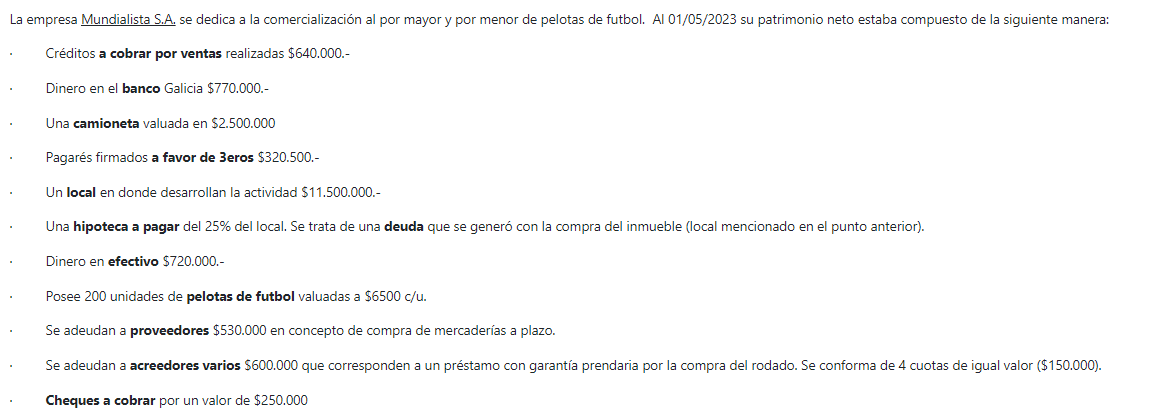 La empresa Mundialista S.A. se dedica a la comercialización al por mayor y por menor de pelotas de futbol.  Al 01/05/2023 su patrimonio neto estaba compuesto de la siguiente manera:
· Créditos a cobrar por ventas realizadas $640.000.-
· Dinero en el banco Galicia $770.000.-
· Una camioneta valuada en $2.500.000
· Pagarés firmados a favor de 3eros $320.500.-
· Un local en donde desarrollan la actividad $11.500.000.-
· Una hipoteca a pagar del 25% del local. Se trata de una deuda que se generó con la compra del inmueble (local mencionado en el punto anterior).
· Dinero en efectivo $720.000.-
· Posee 200 unidades de pelotas de futbol valuadas a $6500 c/u.
· Se adeudan a proveedores $530.000 en concepto de compra de mercaderías a plazo.
· Se adeudan a acreedores varios $600.000 que corresponden a un préstamo con garantía prendaria por la compra del rodado. Se conforma de 4 cuotas de igual valor ($150.000).
· Cheques a cobrar por un valor de $250.000